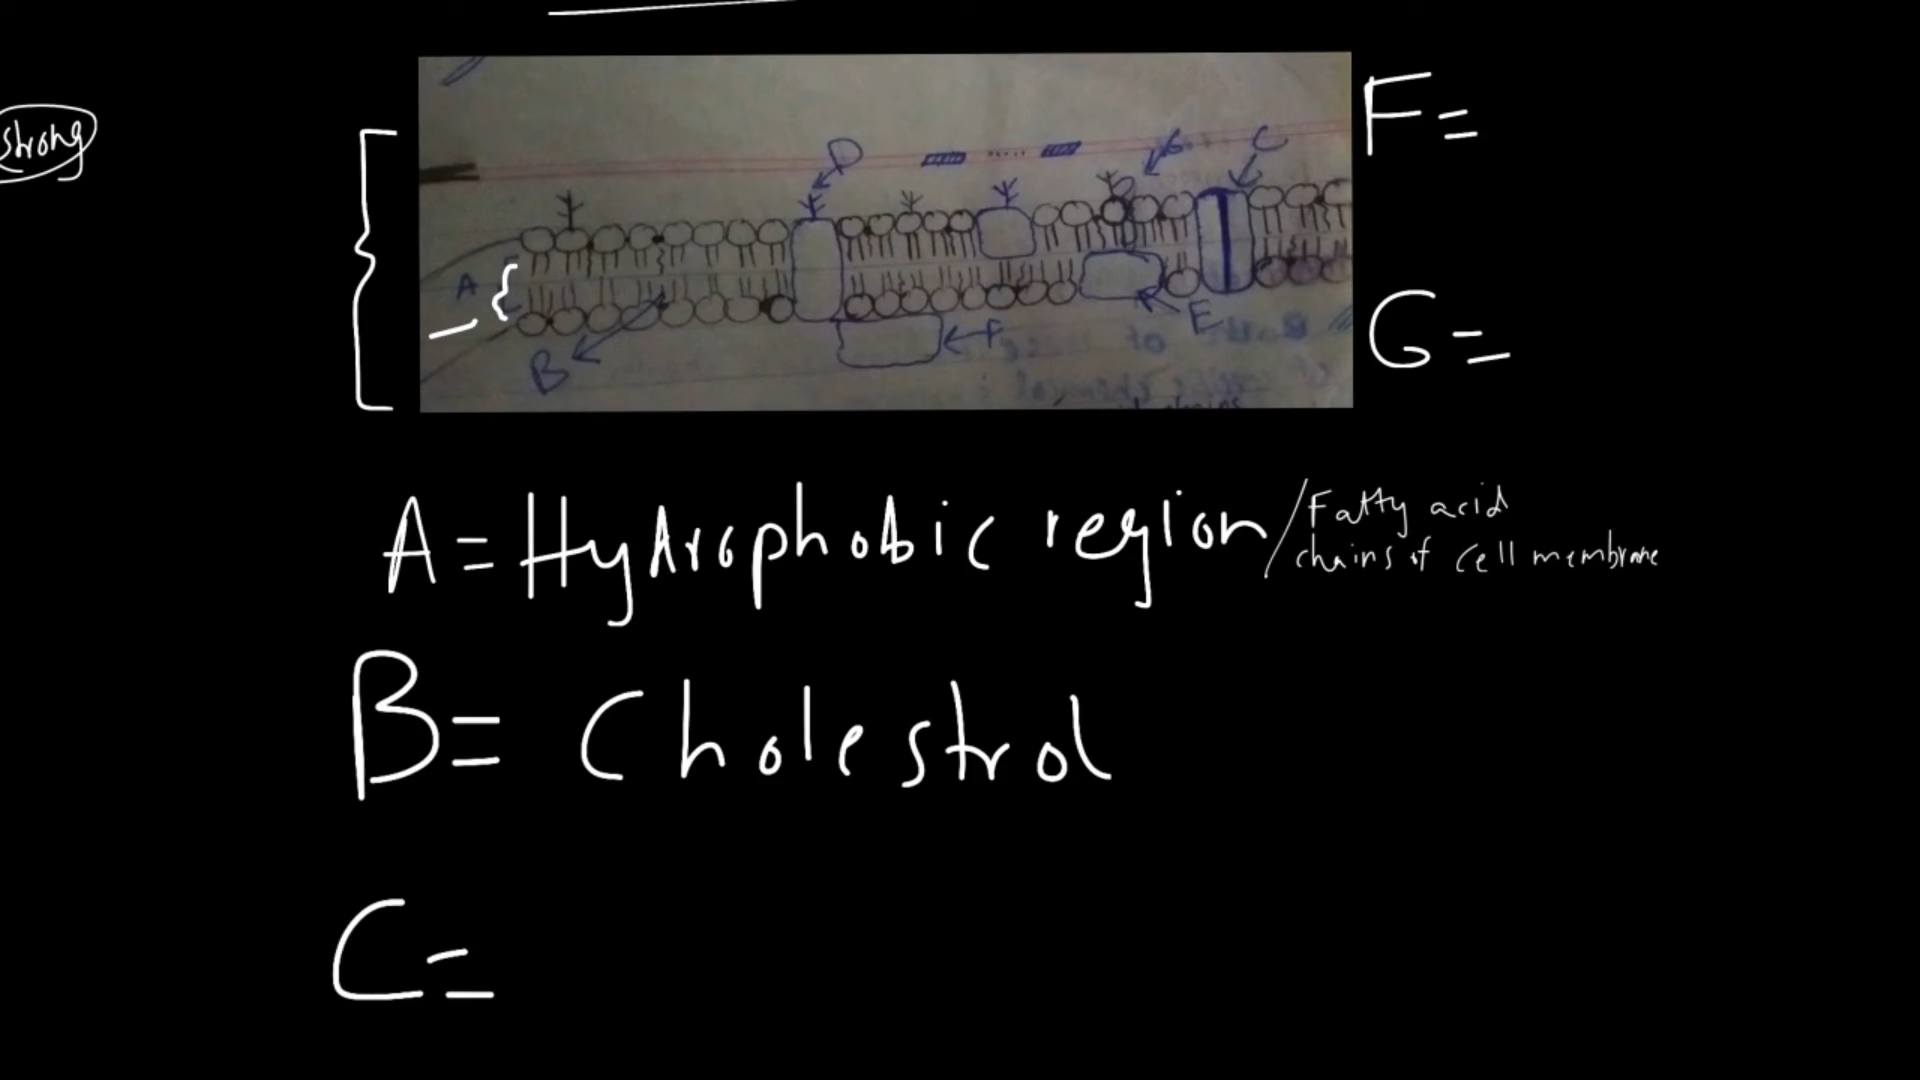 strong
D
G
C
F=
A
B
F
E
G=
A= Hydrophobic region/Fatty acid
chains of cell membrane
B= Cholestrol
C=